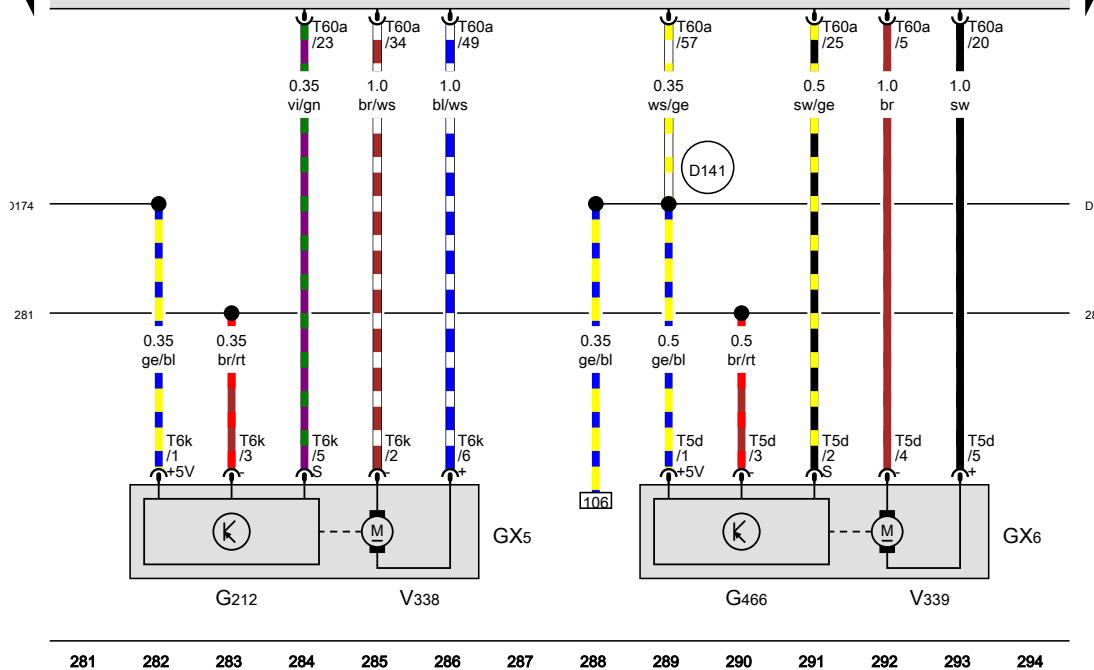 T60a T60a T60a T60a T60a T60a T60a
/23 /34 /49 /57 /25 /5 /20
0.35 1.0 1.0 0.35 0.5 1.0 1.0
vi/gn br/ws bl/ws ws/ge sw/ge br sw
D141
174 D
281 28
0.35 0.35 0.35 0.5 0.5
ge/bl br/rt ge/bl ge/bl br/rt
T6k T6k T6k T6k T6k T5d T5d T5d T5d T5d
/1 /3 /5 /2 /6 /1 /3 /2 /4 /5
+5V - S - + +5V - S - +
106
M M
GX5 GX6
G212 V338 G466 V339
281 282 283 284 285 286 287 288 289 290 291 292 293 294